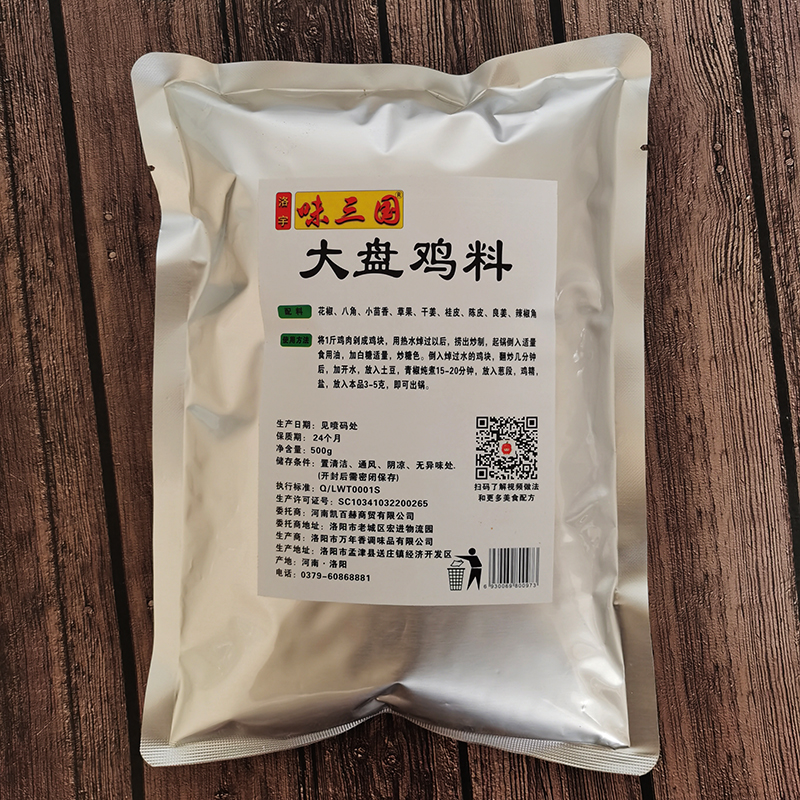 洛字
味三国®
大盘鸡料
配料 花椒、八角、小茴香、草果、干姜、桂皮、陈皮、良姜、辣椒角
使用方法 将1斤鸡肉剁成鸡块，用热水焯过以后，捞出炒制，起锅倒入适量
食用油，加白糖适量，炒糖色。倒入焯过水的鸡块，翻炒几分钟
后，加开水，放入土豆，青椒炖煮15-20分钟，放入葱段，鸡精，
盐，放入本品3-5克，即可出锅。
生产日期：见喷码处
保质期：24个月
净含量：500g
储存条件：置清洁、通风、阴凉、无异味处.
(开封后需密闭保存)
执行标准：Q/LWT0001S
生产许可证号：SC10341032200265
委托商：河南凯百赫商贸有限公司
委托商地址：洛阳市老城区宏进物流园
生产商：洛阳市万年香调味品有限公司
生产地址：洛阳市孟津县送庄镇经济开发区
产地：河南·洛阳
电话：0379-60868881
扫码了解视频做法
和更多美食配方
6 930068 800973